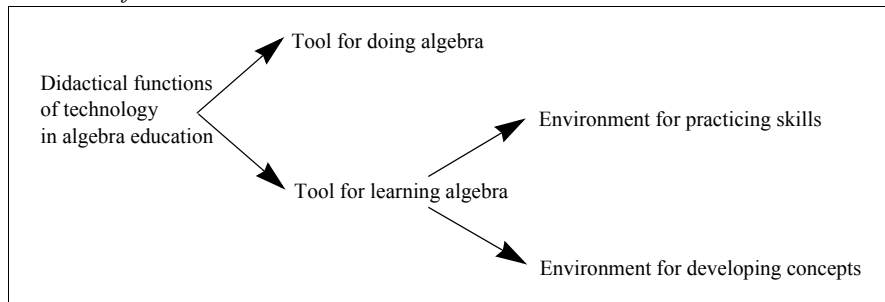 Tool for doing algebra
Didactical functions
of technology
in algebra education
Environment for practicing skills
Tool for learning algebra
Environment for developing concepts